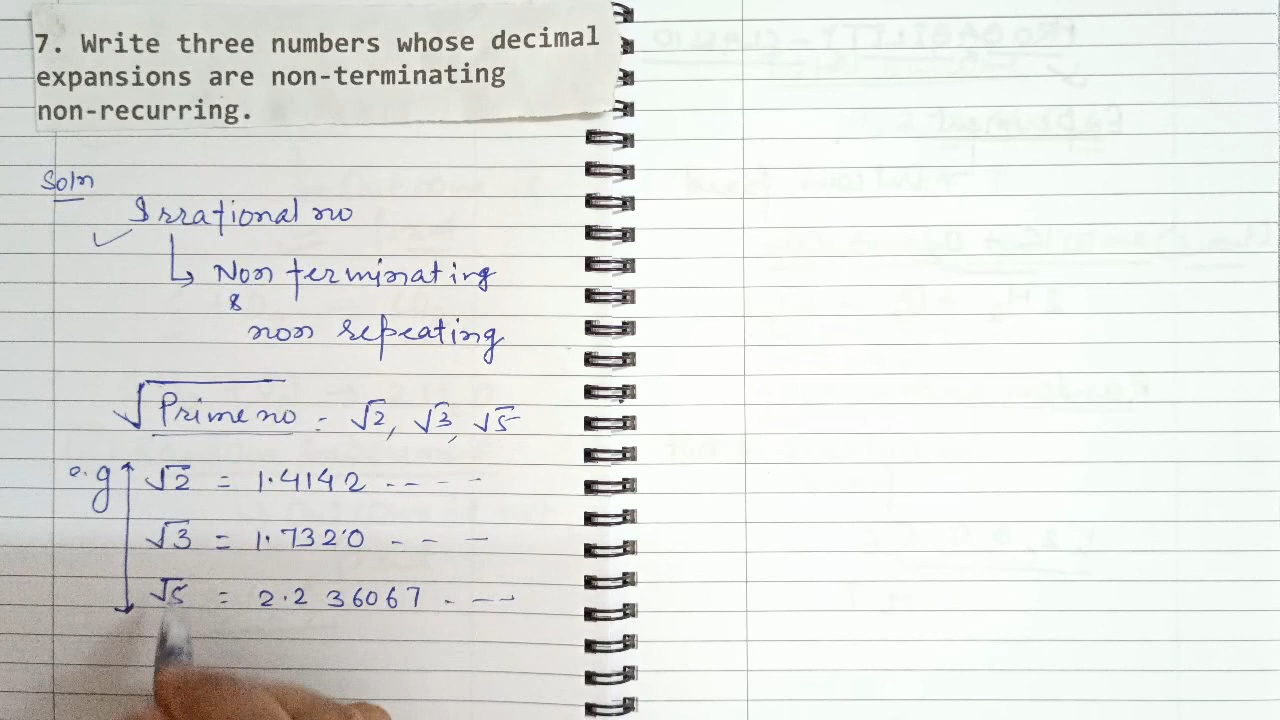 7. Write three numbers whose decimal
expansions are non-terminating
non-recurring.
Soln
Irrational no
Non terminating
&
non repeating
√Prime no = √2, √3, √5
e.g √2 = 1.4142 -----
√3 = 1.7320 - - -
√5 = 2.236067 . ---